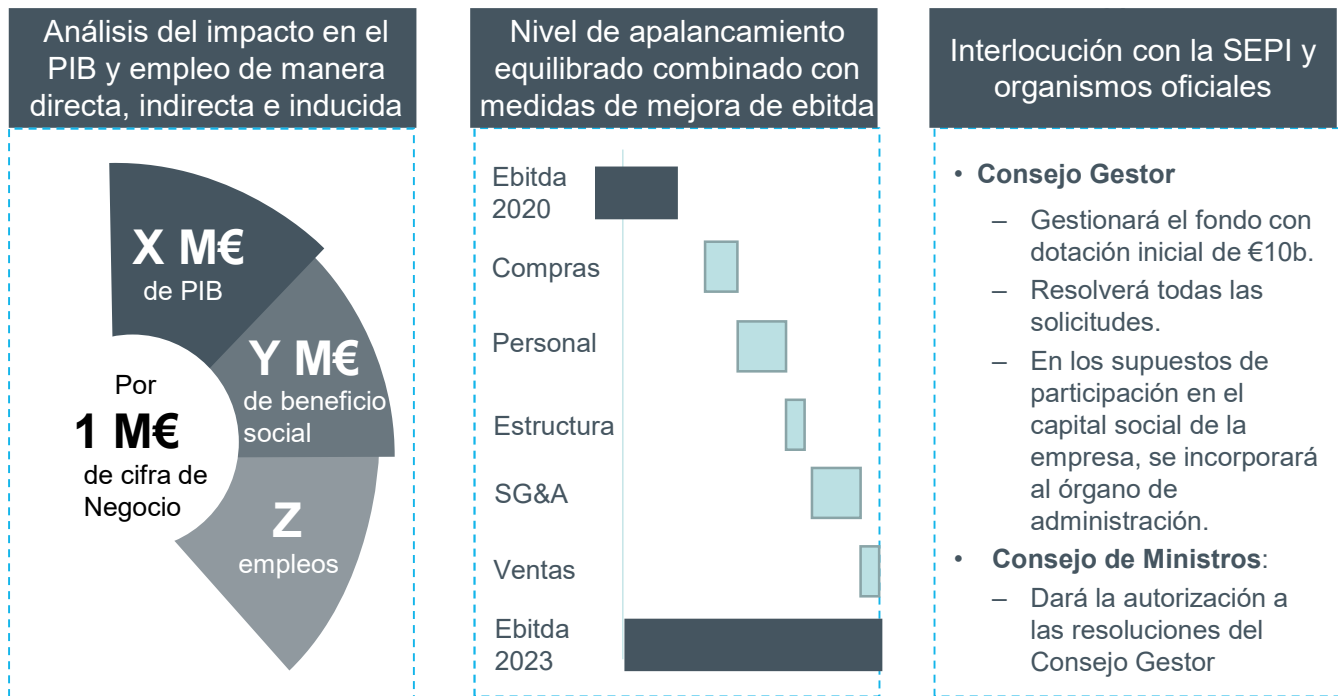 Análisis del impacto en el
PIB y empleo de manera
directa, indirecta e inducida
X M€
de PIB
Y M€
de beneficio
social
Por
1 M€
de cifra de
Negocio
Z
empleos
Nivel de apalancamiento
equilibrado combinado con
medidas de mejora de ebitda
Ebitda
2020
Compras
Personal
Estructura
SG&A
Ventas
Ebitda
2023
Interlocución con la SEPI y
organismos oficiales
• Consejo Gestor
– Gestionará el fondo con
dotación inicial de €10b.
– Resolverá todas las
solicitudes.
– En los supuestos de
participación en el
capital social de la
empresa, se incorporará
al órgano de
administración.
• Consejo de Ministros:
– Dará la autorización a
las resoluciones del
Consejo Gestor